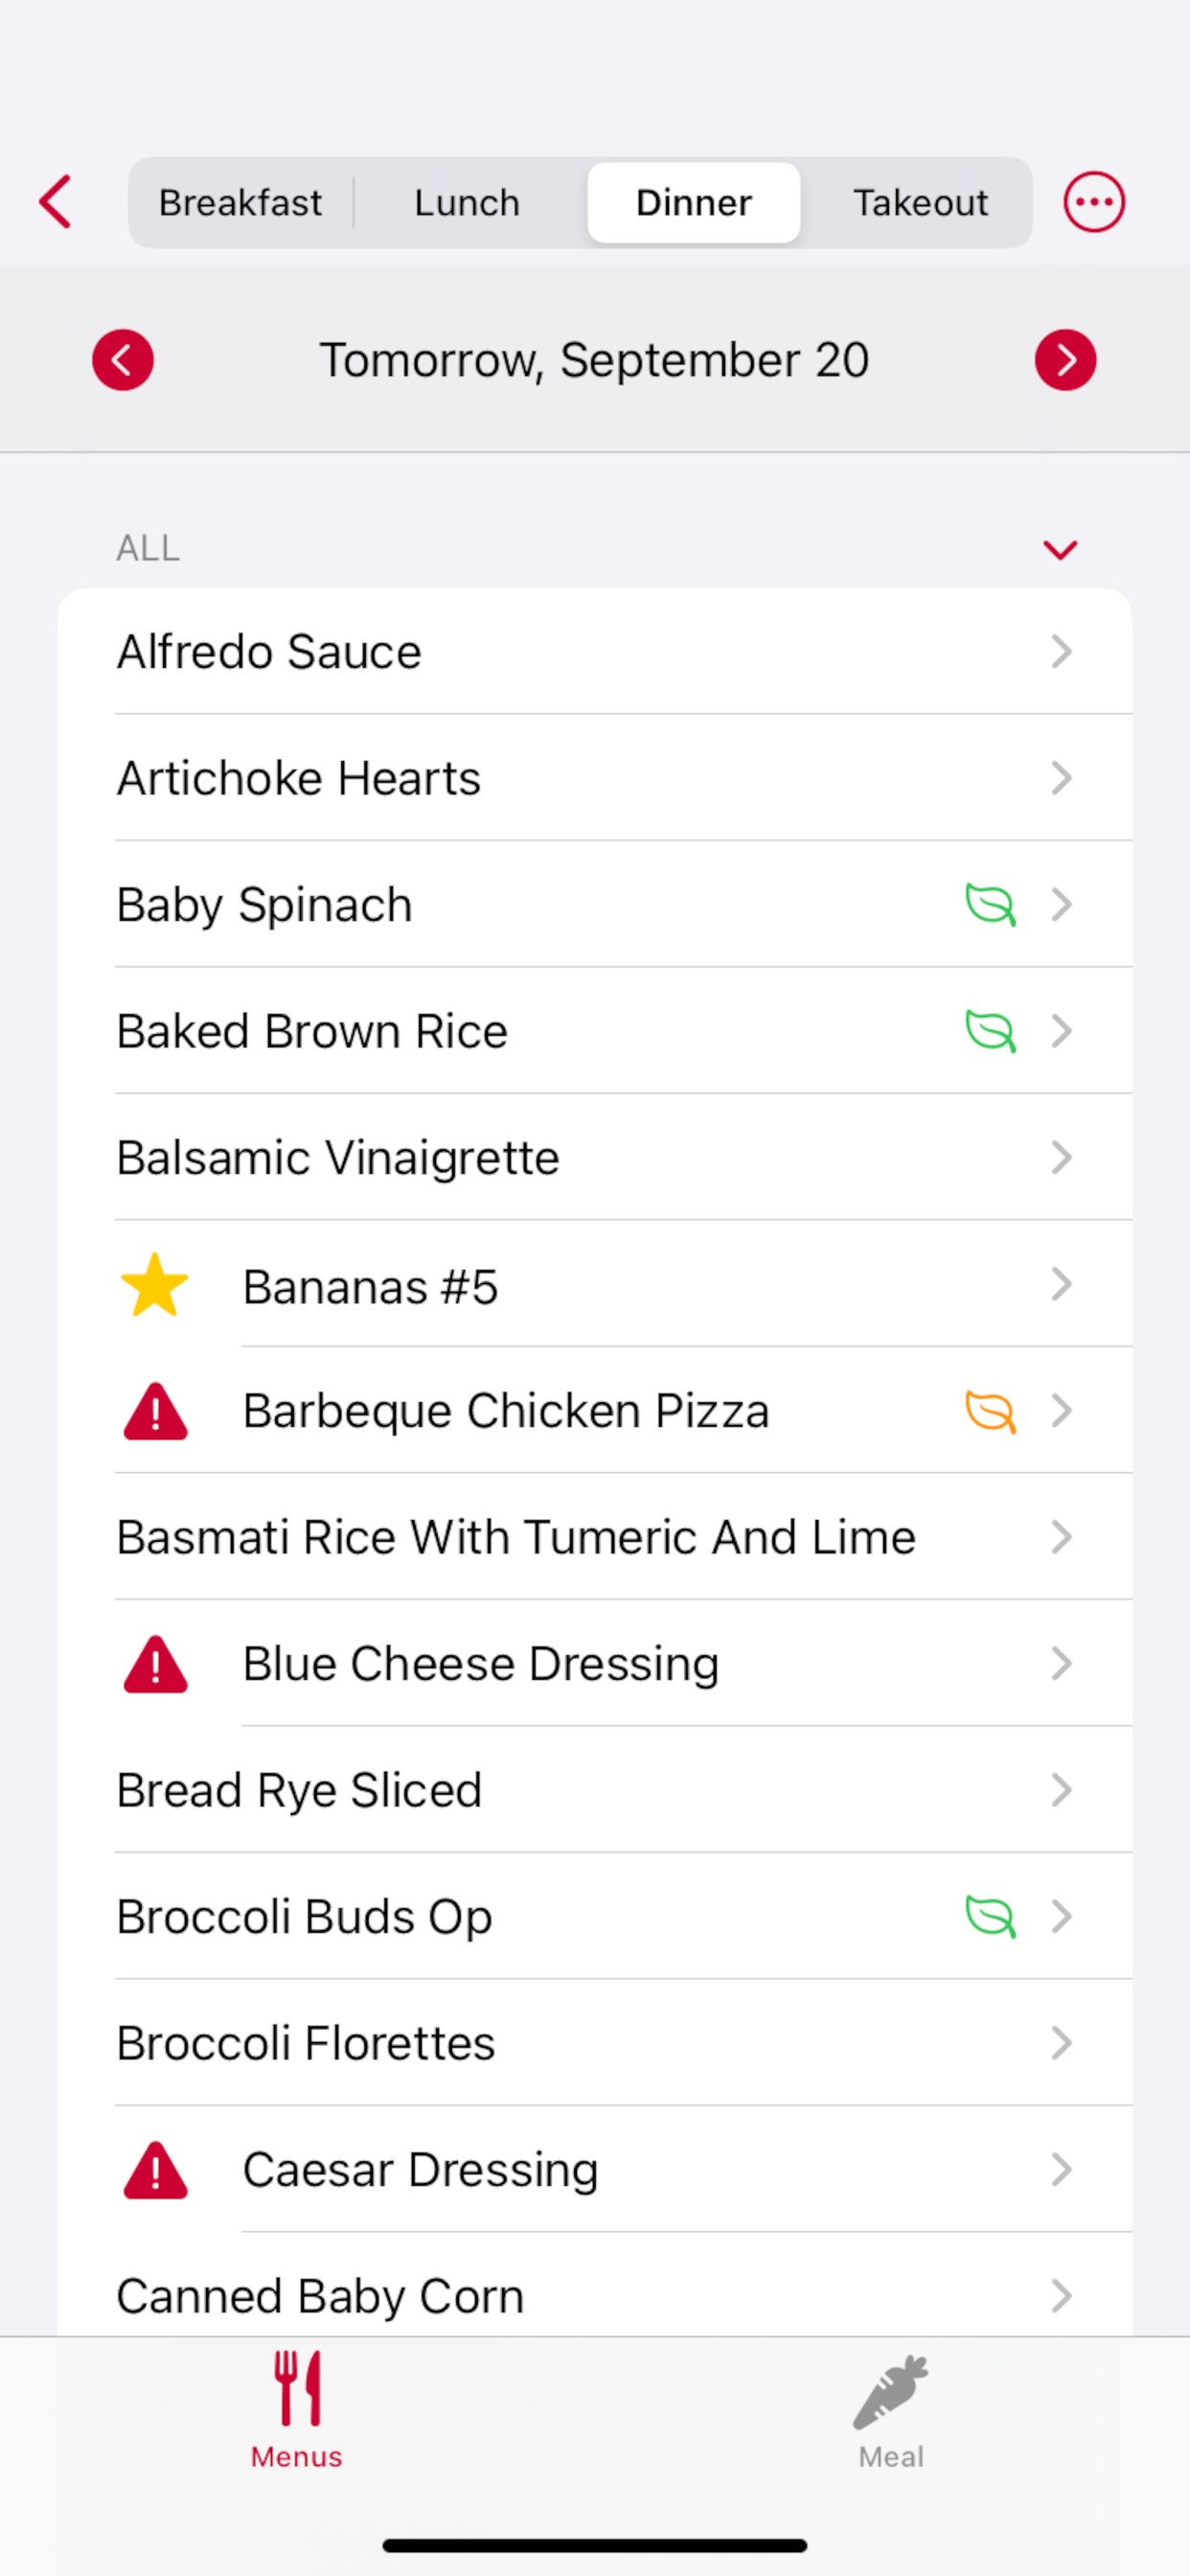 Breakfast Lunch Dinner Takeout
Tomorrow, September 20
ALL
Alfredo Sauce
Artichoke Hearts
Baby Spinach
Baked Brown Rice
Balsamic Vinaigrette
Bananas #5
Barbeque Chicken Pizza
Basmati Rice With Tumeric And Lime
Blue Cheese Dressing
Bread Rye Sliced
Broccoli Buds Op
Broccoli Florettes
Caesar Dressing
Canned Baby Corn
Menus Meal